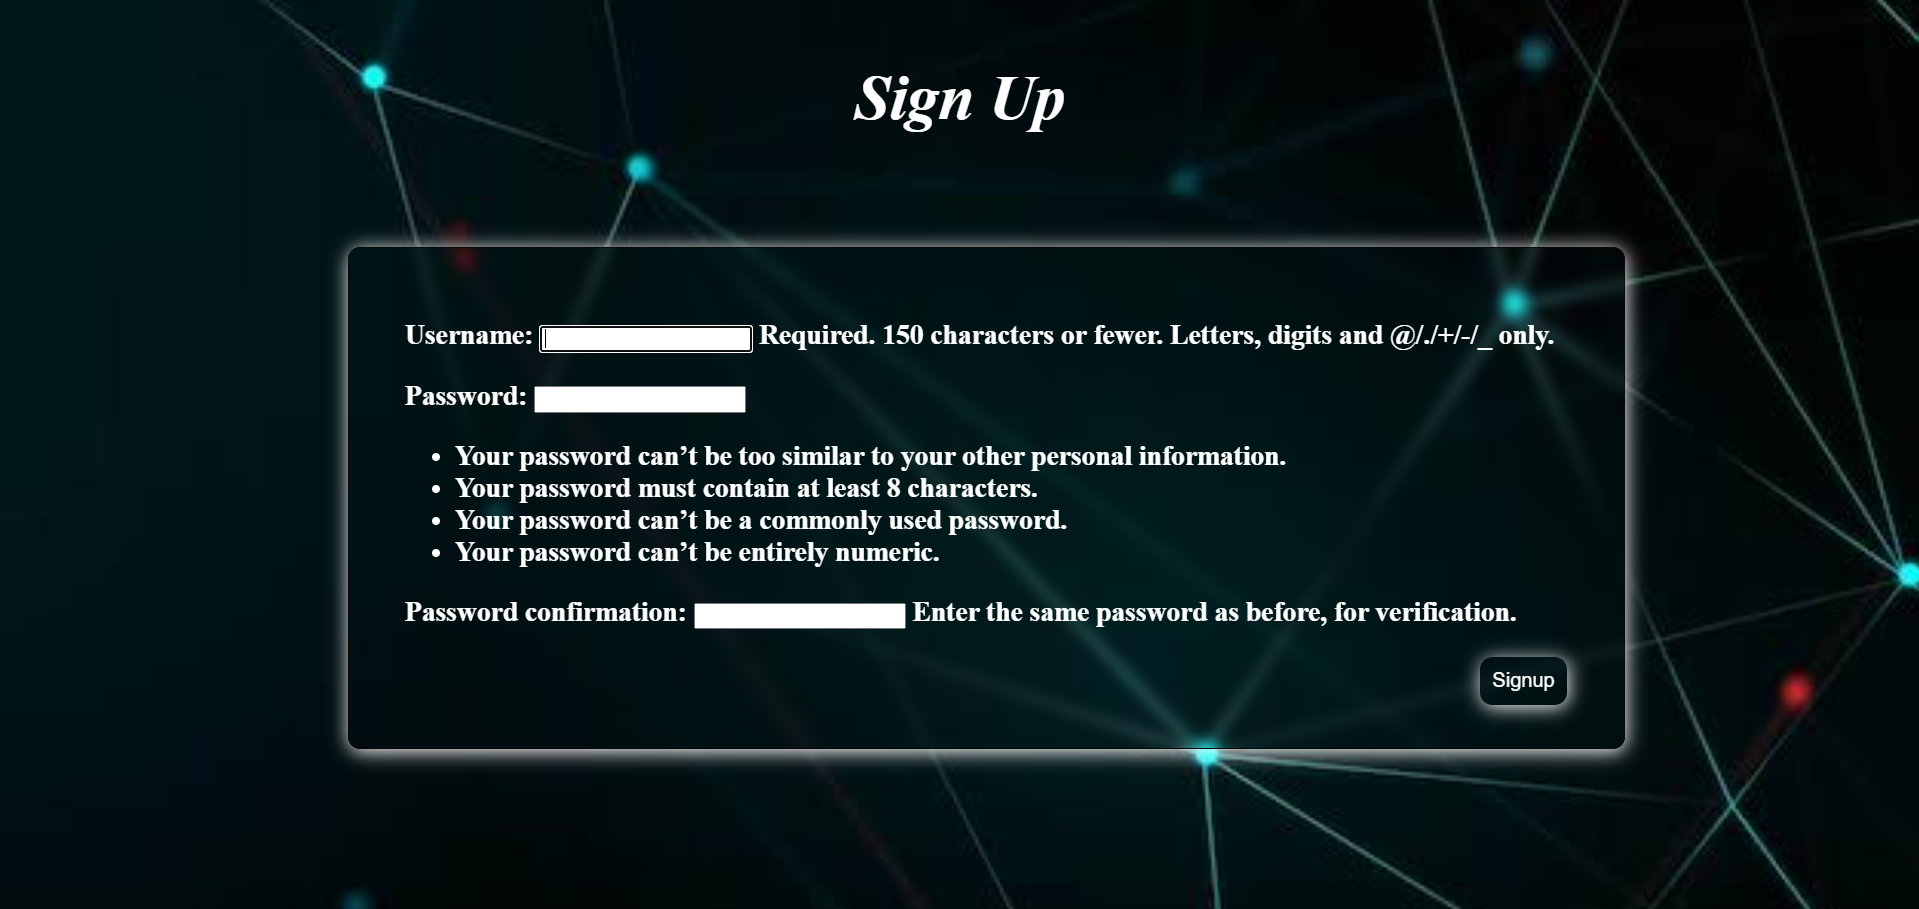 Sign Up
Username: Required. 150 characters or fewer. Letters, digits and @/./+/-/_ only.
Password:
• Your password can’t be too similar to your other personal information.
• Your password must contain at least 8 characters.
• Your password can’t be a commonly used password.
• Your password can’t be entirely numeric.
Password confirmation: Enter the same password as before, for verification.
Signup